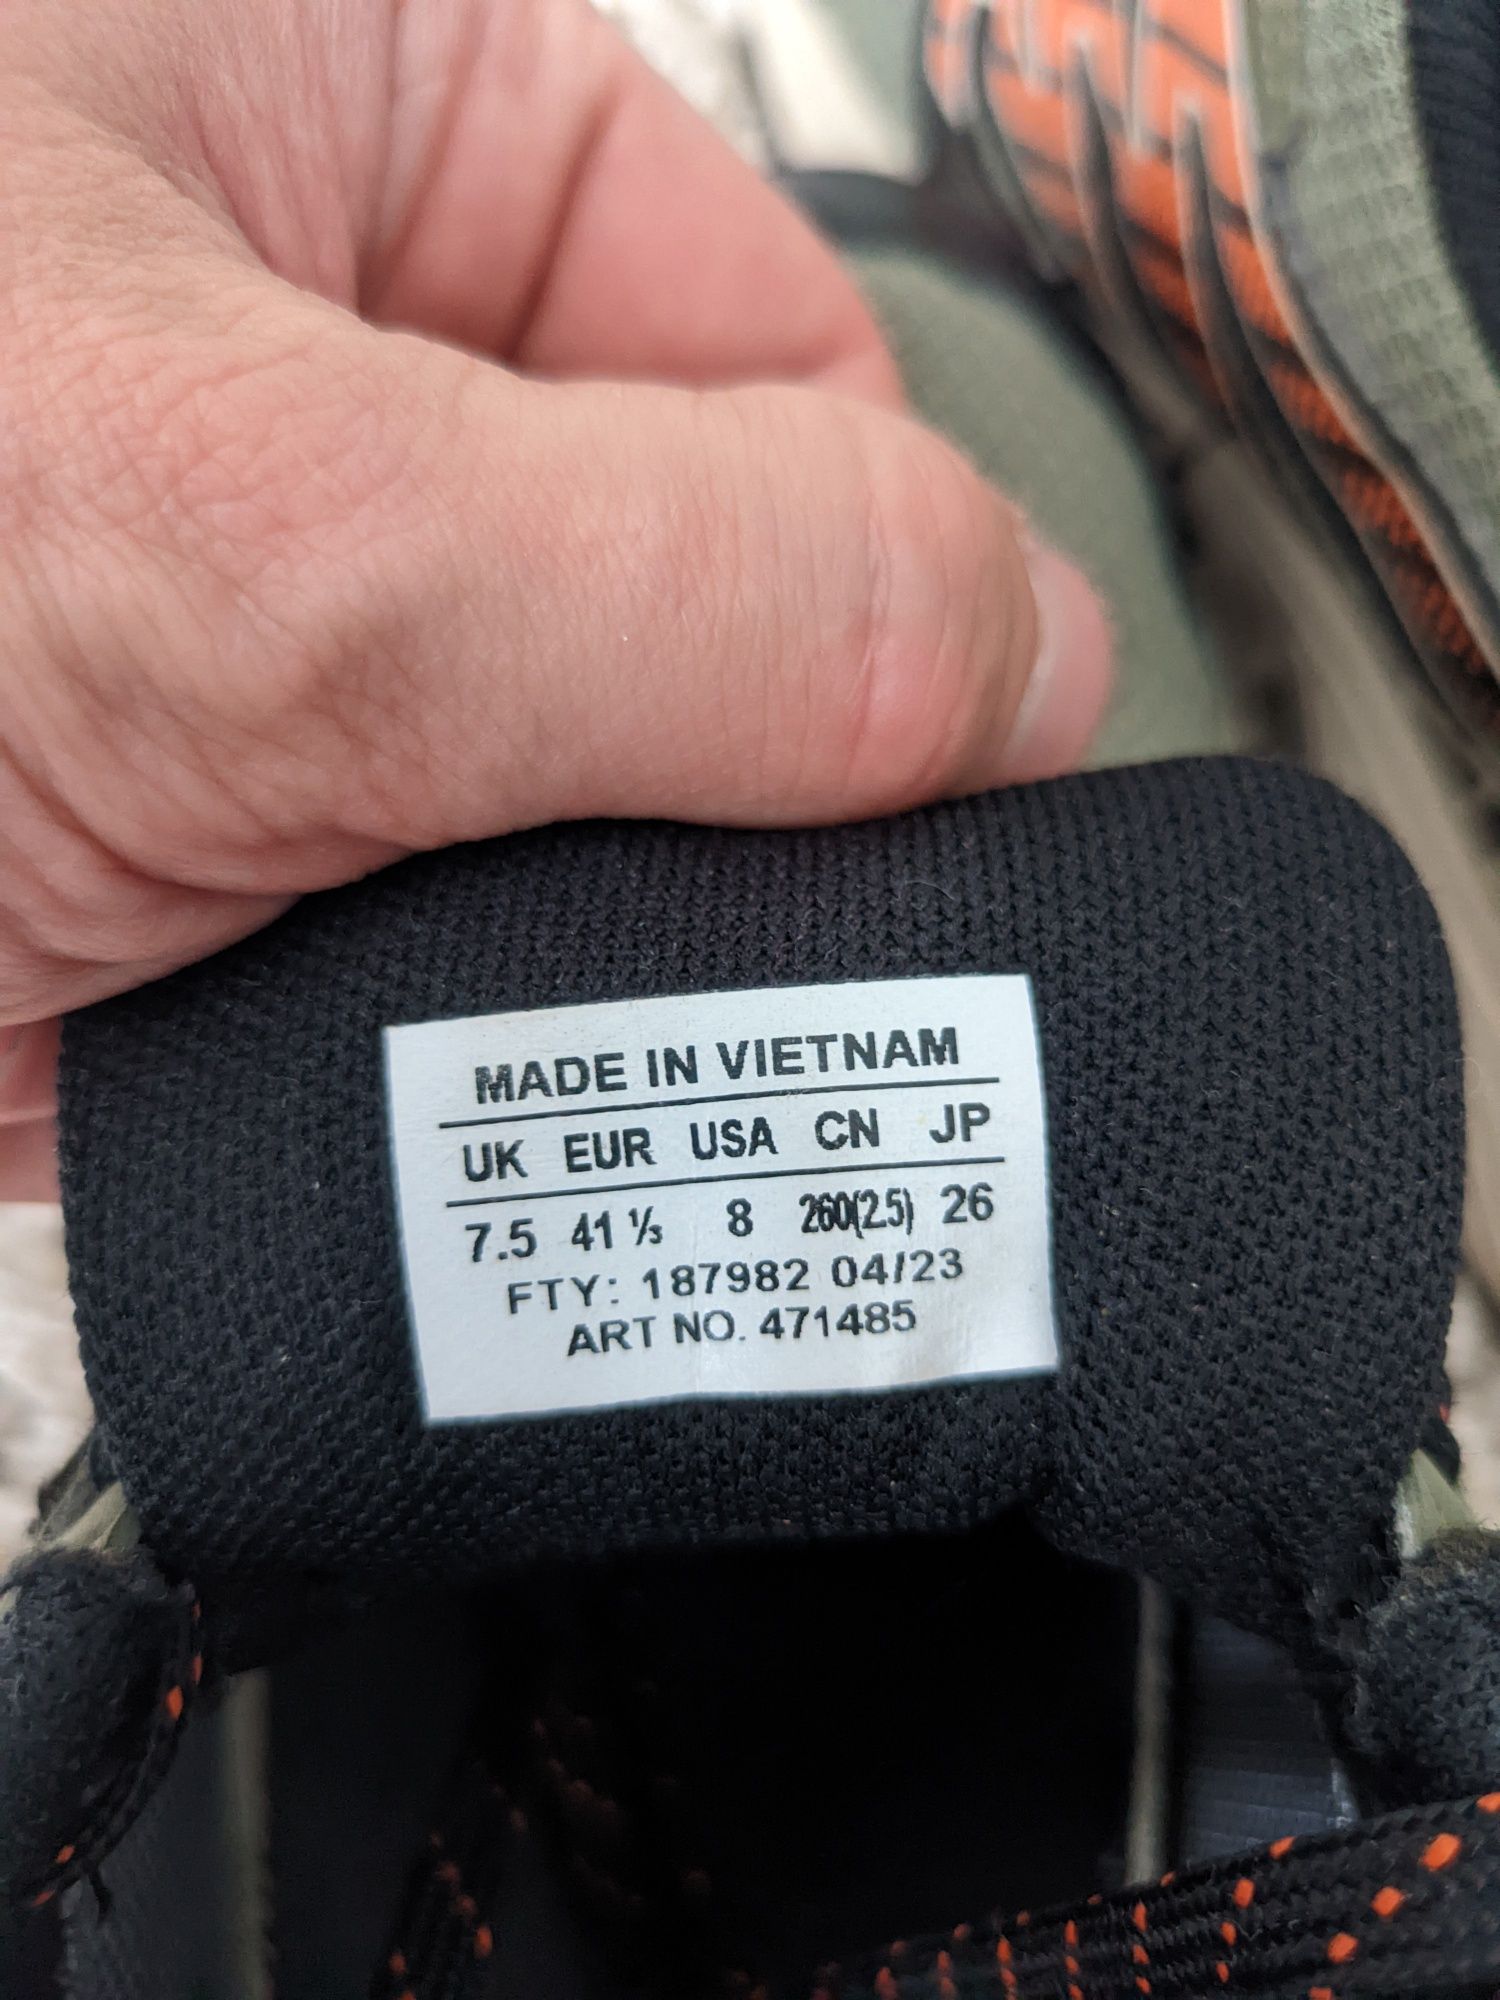 MADE IN VIETNAM
UK EUR USA CN JP
7.5 41 ⅓ 8 260(2.5) 26
FTY: 187982 04/23
ART NO. 471485